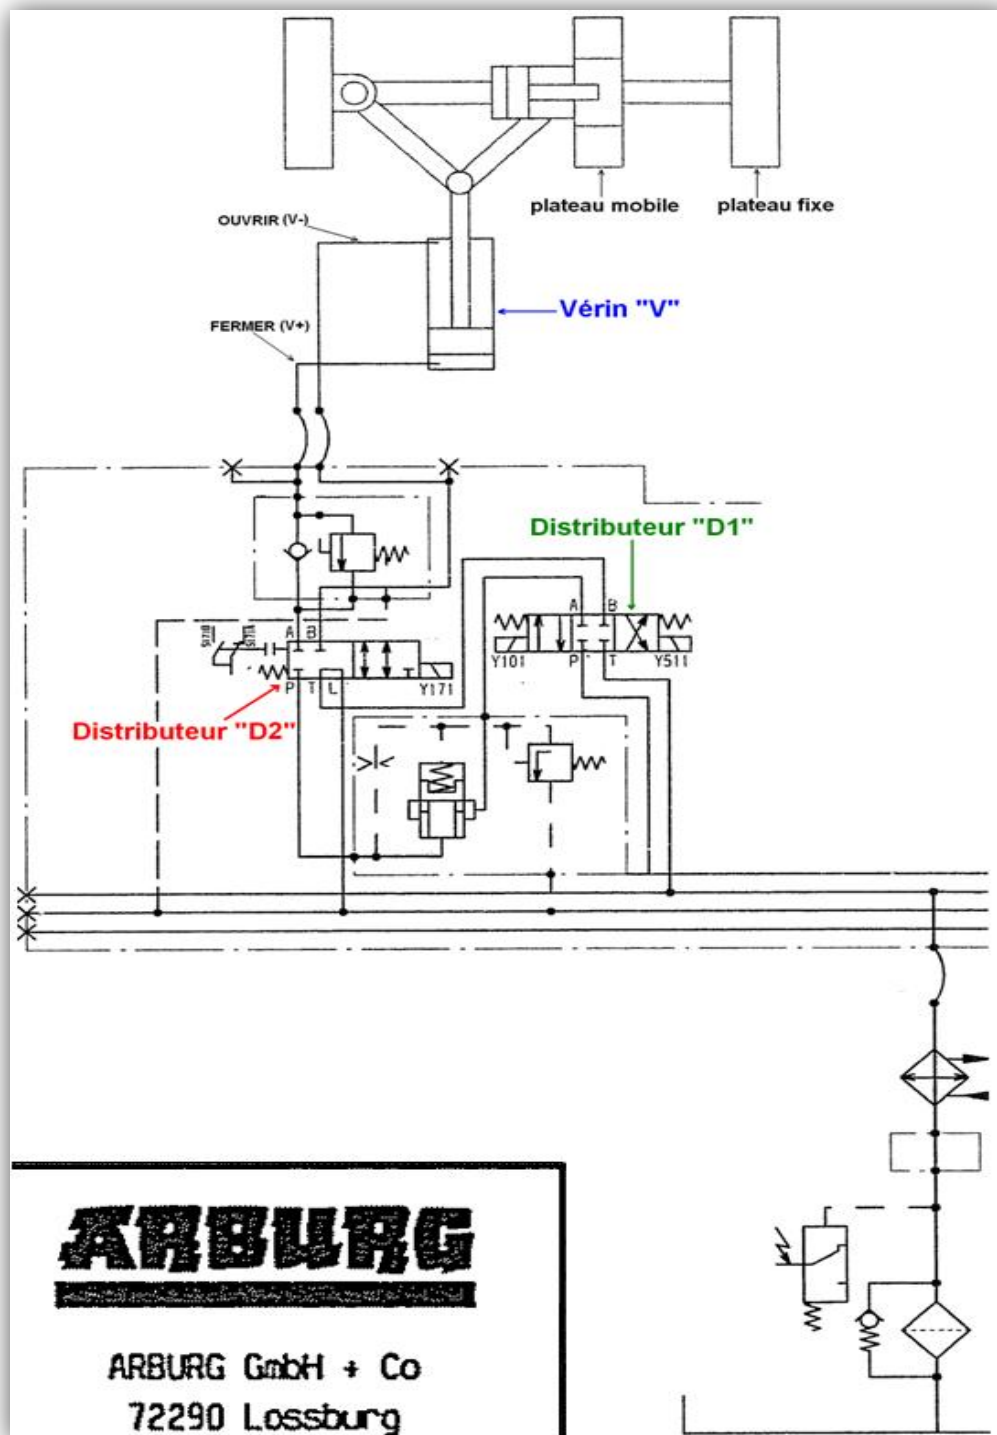 plateau mobile
plateau fixe
OUVRIR (V-)
Vérin "V"
FERMER (V+)
Distributeur "D1"
A B
Y101 P T Y511
A B
P T L Y171
Distributeur "D2"
ARBURG
ARBURG GmbH + Co
72290 Lossburg